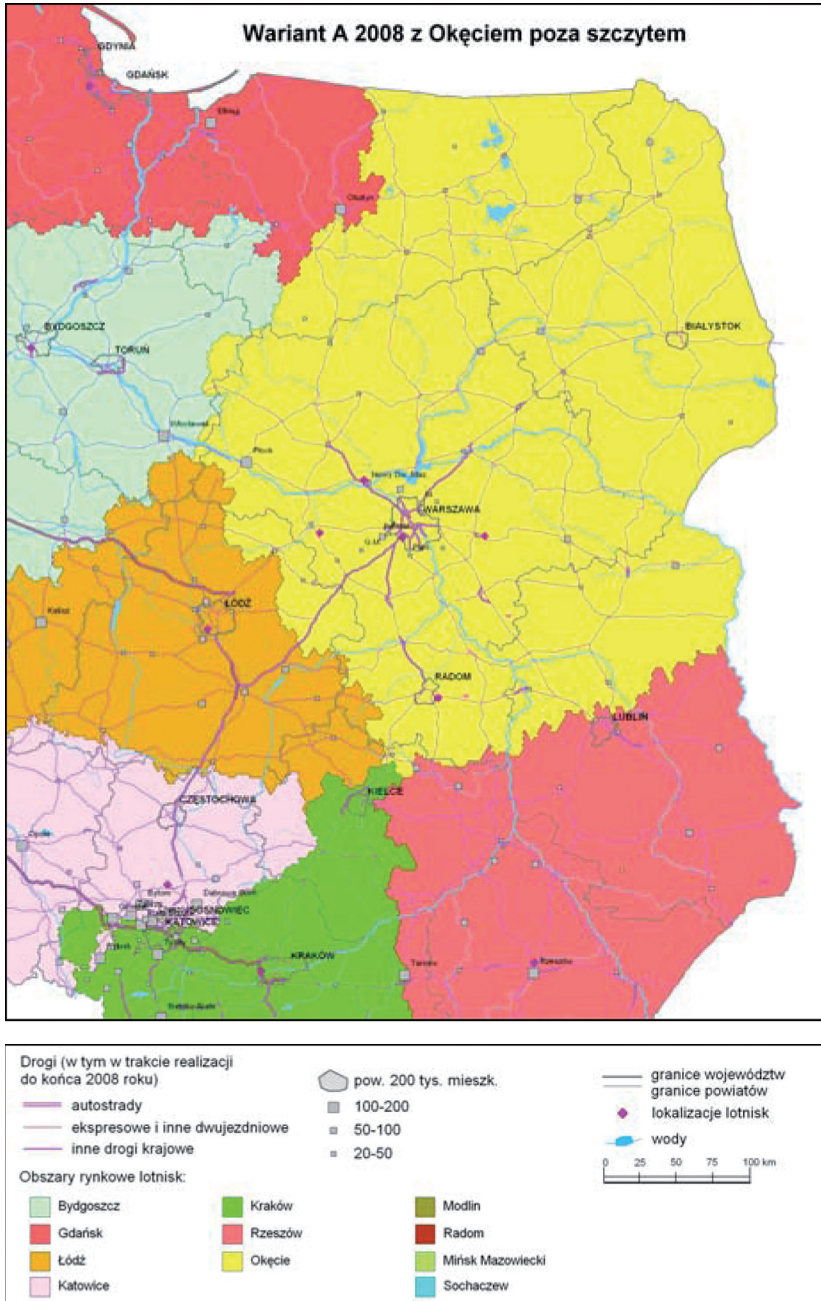 Wariant A 2008 z Okęciem poza szczytem
GDYNIA
GDAŃSK
Elbląg
Olsztyn
BYDGOSZCZ
TORUŃ
BIAŁYSTOK
Włocławek
Płock
WARSZAWA
Kalisz
ŁÓDŹ
RADOM
LUBLIN
CZĘSTOCHOWA
KIELCE
Opole
Bytom
Dąbrowa Górn.
SOSNOWIEC
KATOWICE
Tychy
KRAKÓW
Tarnów
Rzeszów
Bielsko-Biała
Drogi (w tym w trakcie realizacji
do końca 2008 roku)
autostrady
ekspresowe i inne dwujezdniowe
inne drogi krajowe
pow. 200 tys. mieszk.
100-200
50-100
20-50
granice województw
granice powiatów
lokalizacje lotnisk
wody
0 25 50 75 100 km
Obszary rynkowe lotnisk:
Bydgoszcz
Gdańsk
Łódź
Katowice
Kraków
Rzeszów
Okęcie
Modlin
Radom
Mińsk Mazowiecki
Sochaczew